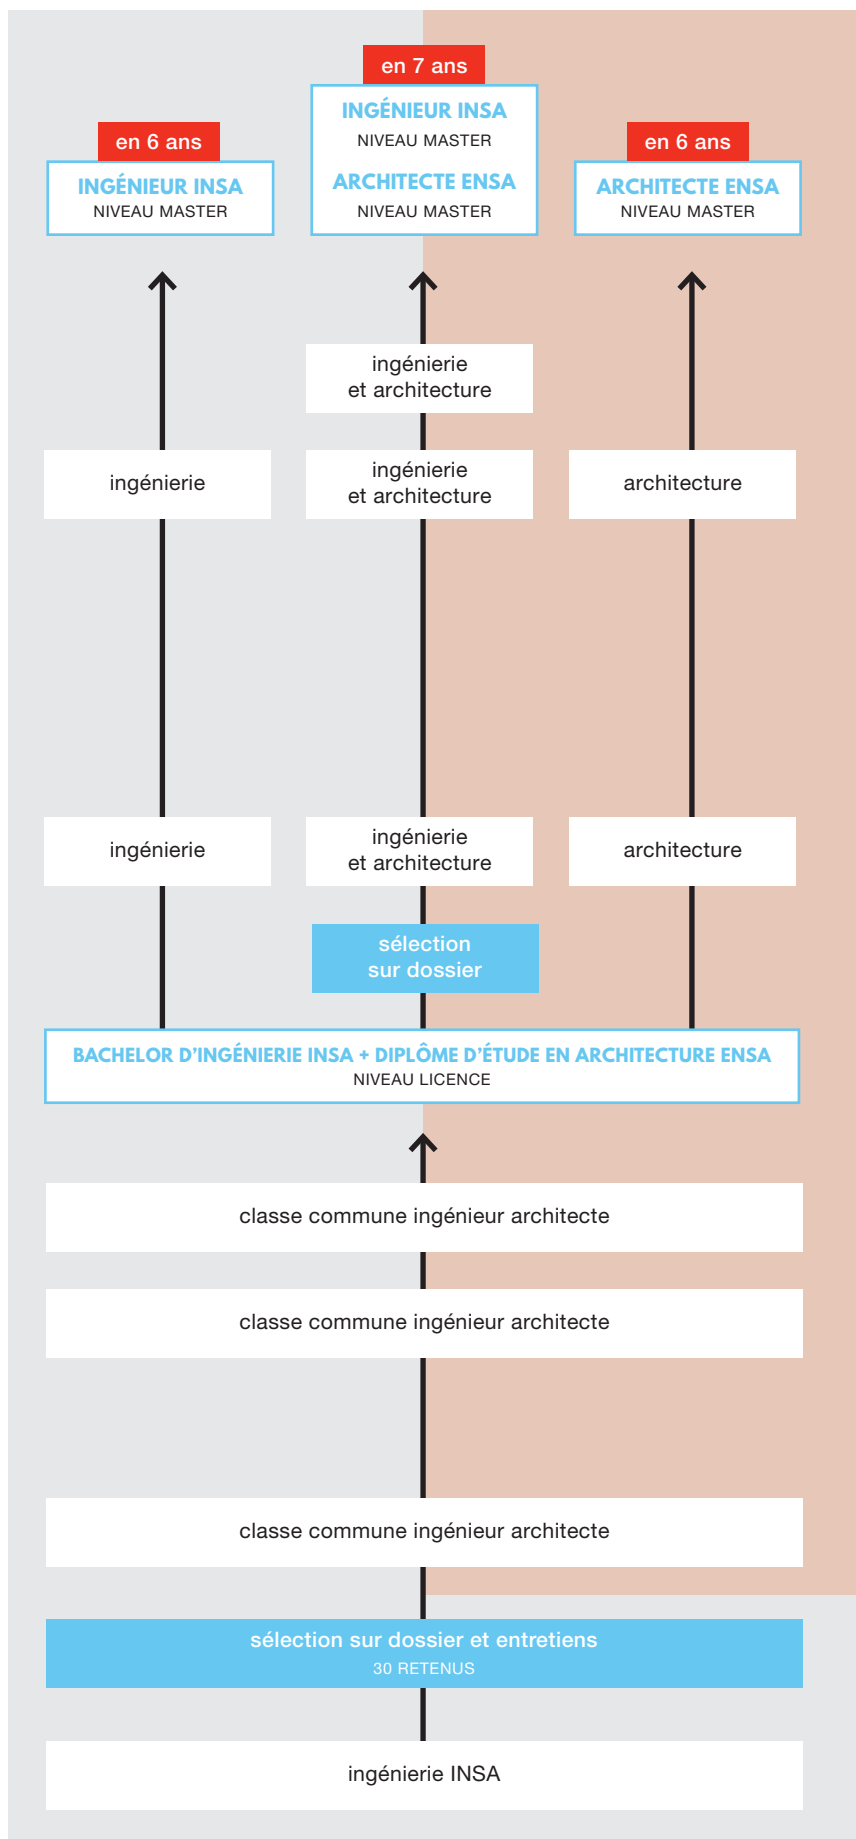 en 7 ans
INGÉNIEUR INSA
NIVEAU MASTER
ARCHITECTE ENSA
NIVEAU MASTER
en 6 ans
INGÉNIEUR INSA
NIVEAU MASTER
en 6 ans
ARCHITECTE ENSA
NIVEAU MASTER
ingénierie
et architecture
ingénierie
ingénierie
et architecture
architecture
ingénierie
ingénierie
et architecture
architecture
sélection
sur dossier
BACHELOR D'INGÉNIERIE INSA + DIPLÔME D'ÉTUDE EN ARCHITECTURE ENSA
NIVEAU LICENCE
classe commune ingénieur architecte
classe commune ingénieur architecte
classe commune ingénieur architecte
sélection sur dossier et entretiens
30 RETENUS
ingénierie INSA